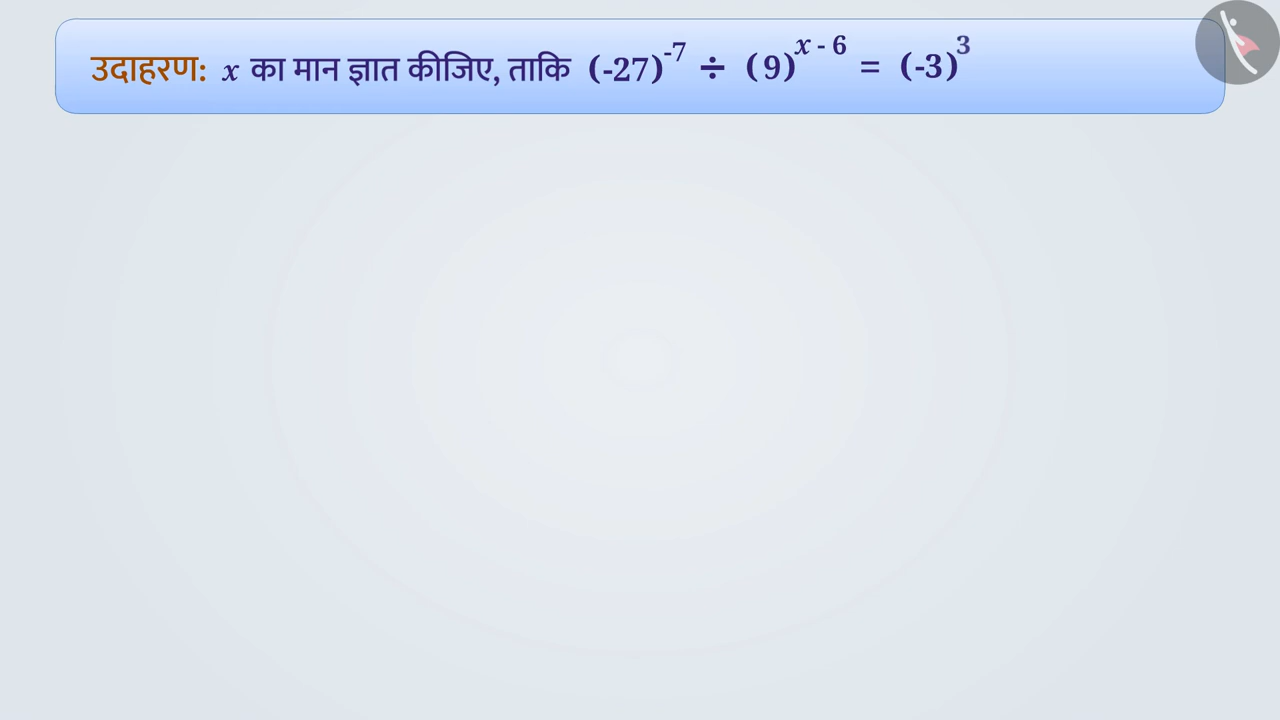 उदाहरण: x का मान ज्ञात कीजिए, ताकि (-27)^-7 ÷ (9)^x - 6 = (-3)^3